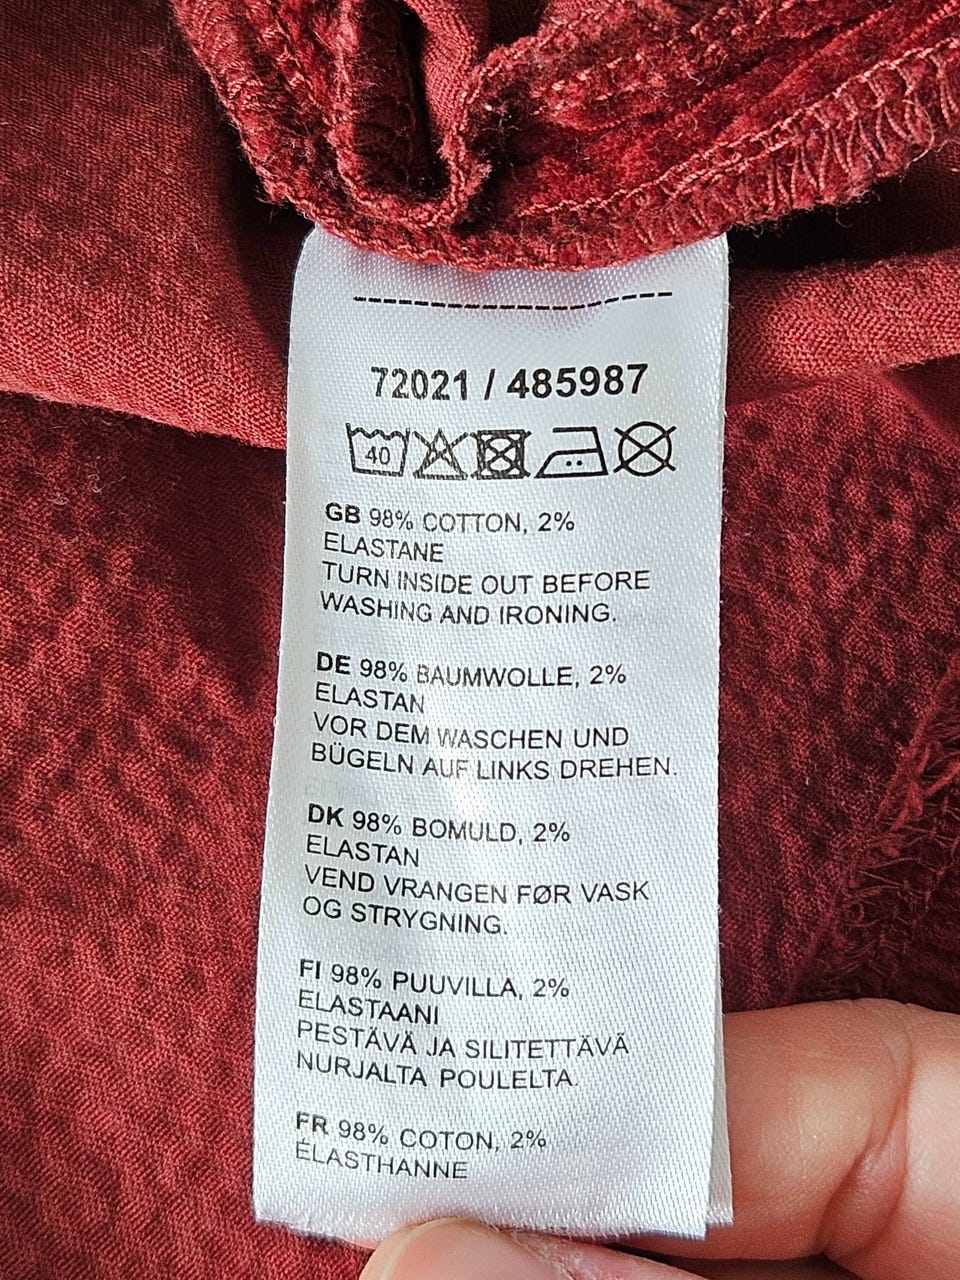 72021 / 485987
40
GB 98% COTTON, 2%
ELASTANE
TURN INSIDE OUT BEFORE
WASHING AND IRONING.
DE 98% BAUMWOLLE, 2%
ELASTAN
VOR DEM WASCHEN UND
BÜGELN AUF LINKS DREHEN.
DK 98% BOMULD, 2%
ELASTAN
VEND VRANGEN FØR VASK
OG STRYGNING.
FI 98% PUUVILLA, 2%
ELASTAANI
PESTÄVÄ JA SILITETTÄVÄ
NURJALTA POULELTA.
FR 98% COTON, 2%
ÉLASTHANNE